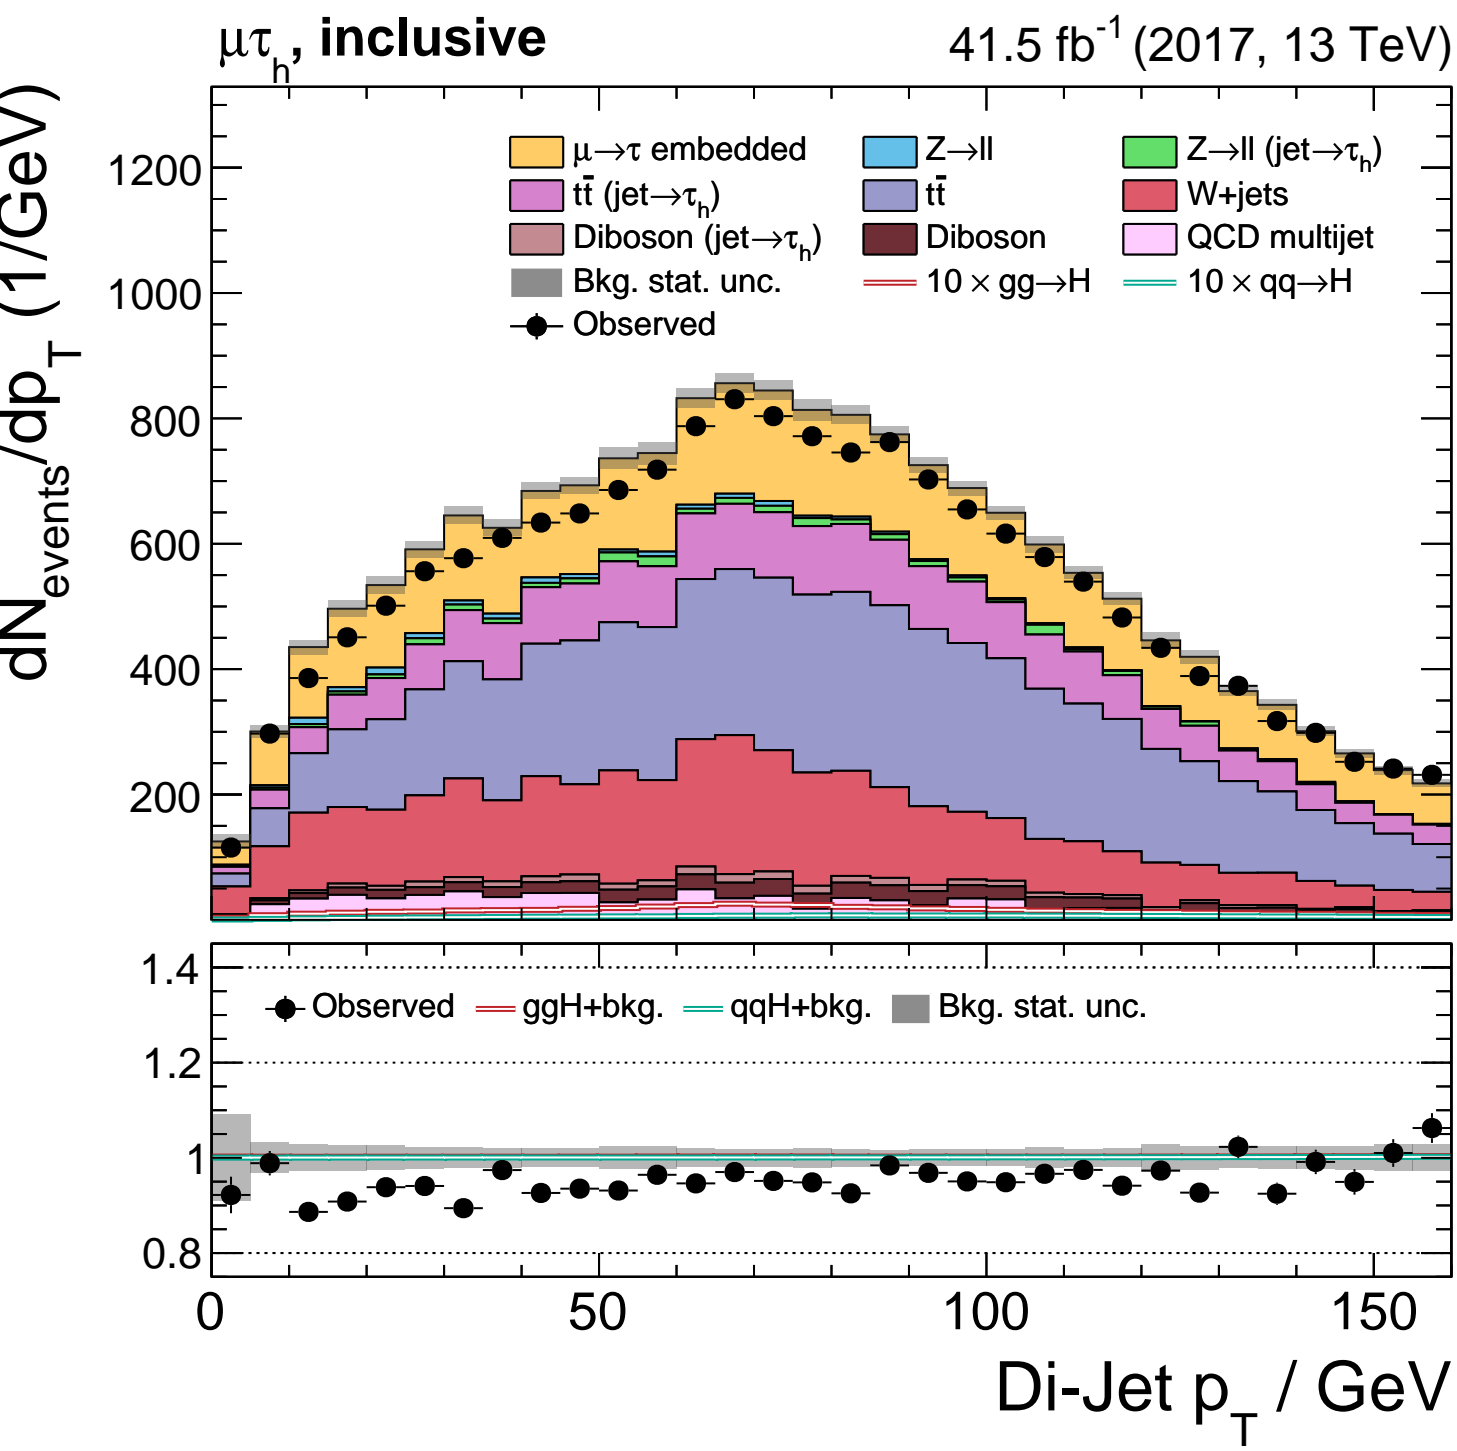 μτh, inclusive
41.5 fb-1 (2017, 13 TeV)
dNevents/dpT (1/GeV)
μ→τ embedded Z→ll Z→ll (jet→τh)
tt̄ (jet→τh) tt̄ W+jets
Diboson (jet→τh) Diboson QCD multijet
Bkg. stat. unc. 10 × gg→H 10 × qq→H
Observed
1200
1000
800
600
400
200
1.4
Observed ggH+bkg. qqH+bkg. Bkg. stat. unc.
1.2
1
0.8
0 50 100 150
Di-Jet pT / GeV